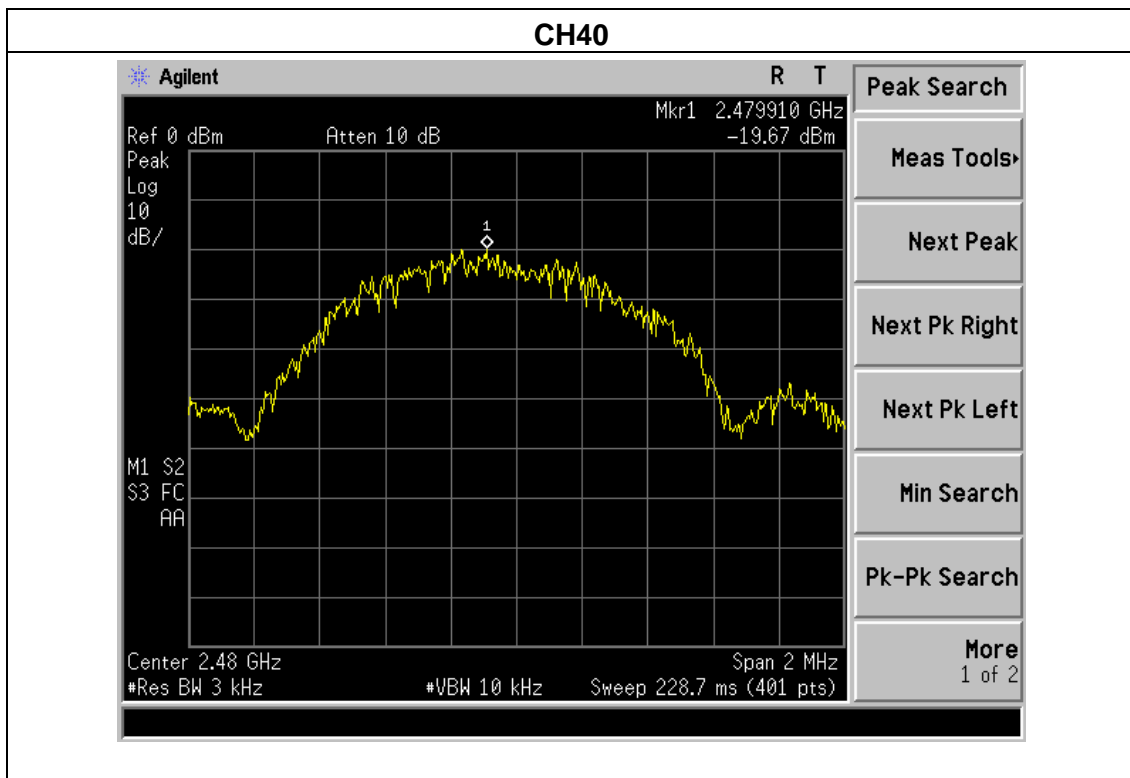 CH40
Agilent R T
Mkr1 2.479910 GHz
Ref 0 dBm Atten 10 dB -19.67 dBm
Peak
Log
10
dB/
1
M1 S2
S3 FC
AA
Center 2.48 GHz Span 2 MHz
#Res BW 3 kHz #VBW 10 kHz Sweep 228.7 ms (401 pts)
Peak Search
Meas Tools
Next Peak
Next Pk Right
Next Pk Left
Min Search
Pk-Pk Search
More
1 of 2